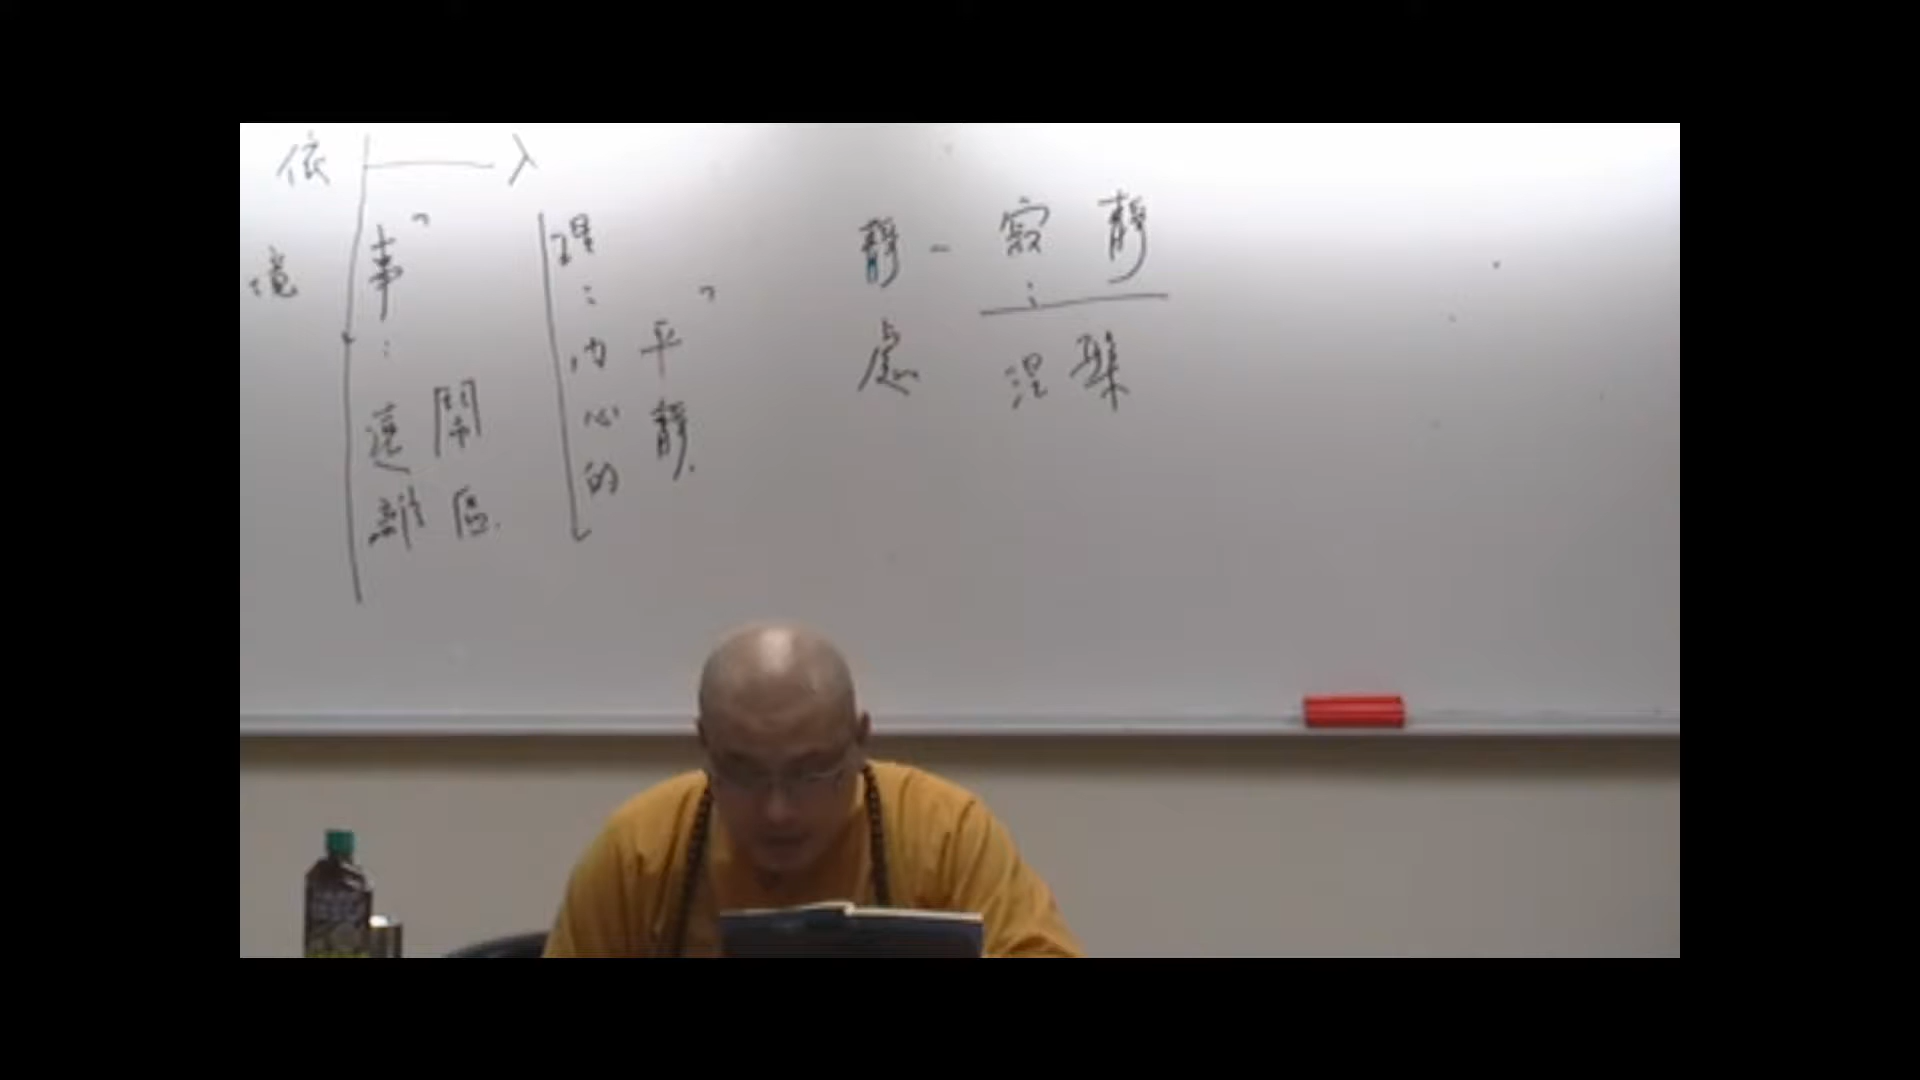 依 — 入
境
事：遠離
鬧區.
理：內心的
平靜.
靜處 - 寂靜：
涅槃